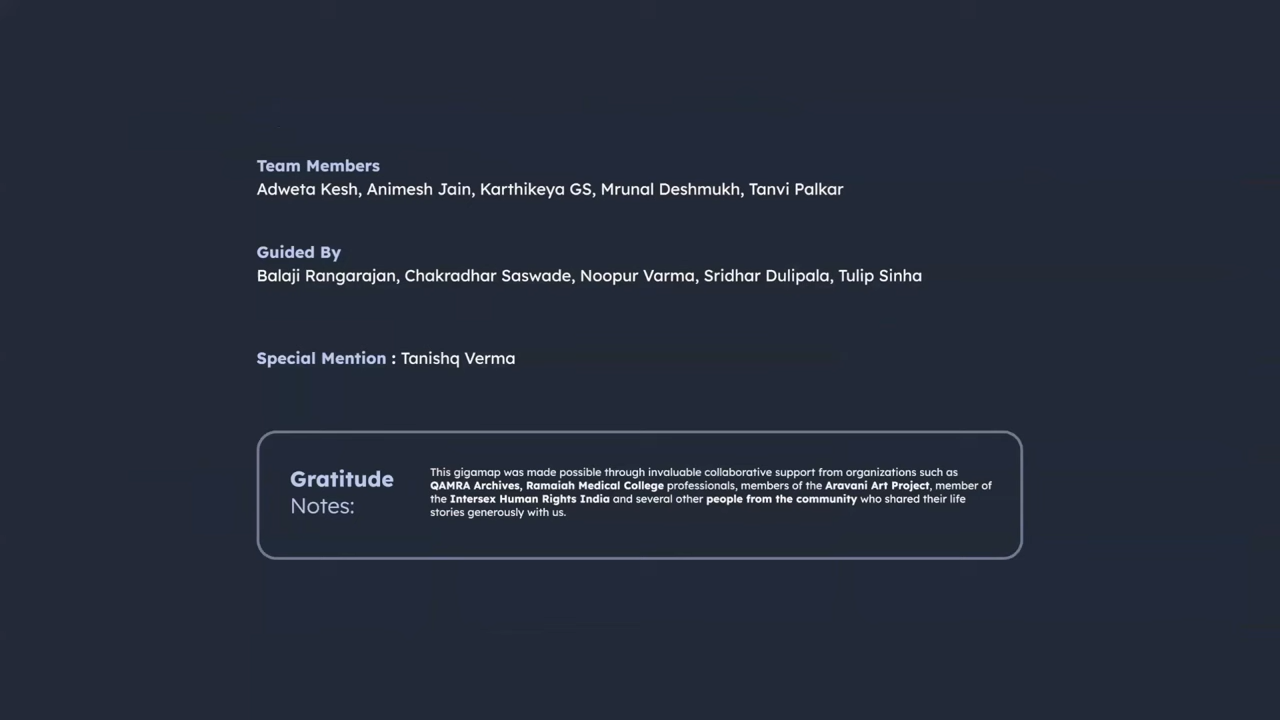 Team Members
Adweta Kesh, Animesh Jain, Karthikeya GS, Mrunal Deshmukh, Tanvi Palkar
Guided By
Balaji Rangarajan, Chakradhar Saswade, Noopur Varma, Sridhar Dulipala, Tulip Sinha
Special Mention : Tanishq Verma
Gratitude
Notes:
This gigamap was made possible through invaluable collaborative support from organizations such as
QAMRA Archives, Ramaiah Medical College professionals, members of the Aravani Art Project, member of
the Intersex Human Rights India and several other people from the community who shared their life
stories generously with us.